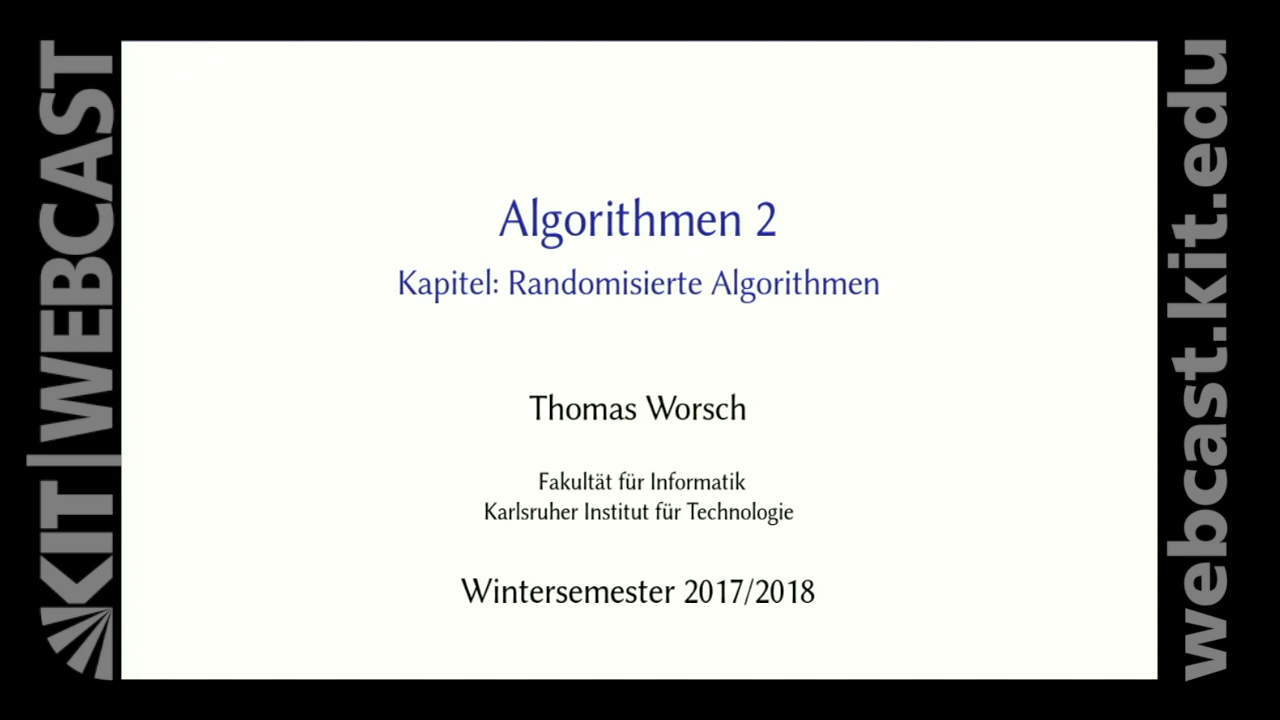 KIT|WEBCAST
Algorithmen 2
Kapitel: Randomisierte Algorithmen
Thomas Worsch
Fakultät für Informatik
Karlsruher Institut für Technologie
Wintersemester 2017/2018
webcast.kit.edu